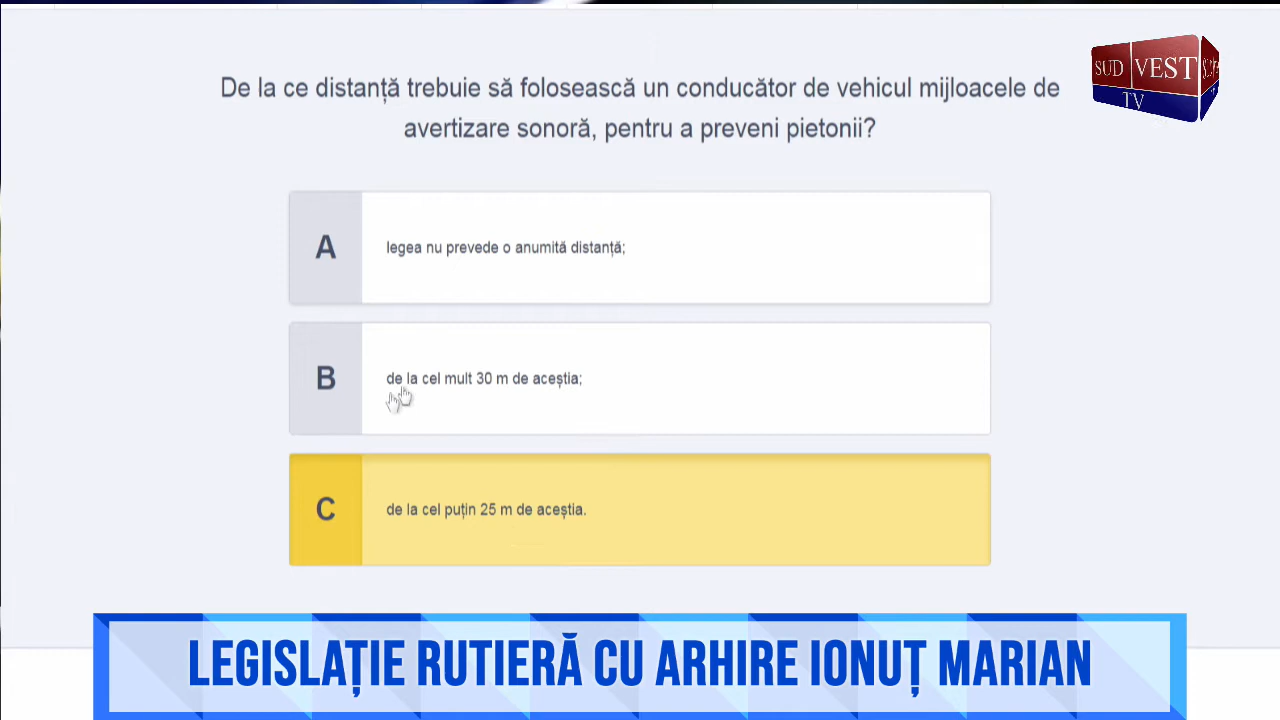 De la ce distanță trebuie să folosească un conducător de vehicul mijloacele de
avertizare sonoră, pentru a preveni pietonii?
SUD VEST
TV
A
legea nu prevede o anumită distanță;
B
de la cel mult 30 m de aceștia;
C
de la cel puțin 25 m de aceștia.
LEGISLAȚIE RUTIERĂ CU ARHIRE IONUȚ MARIAN